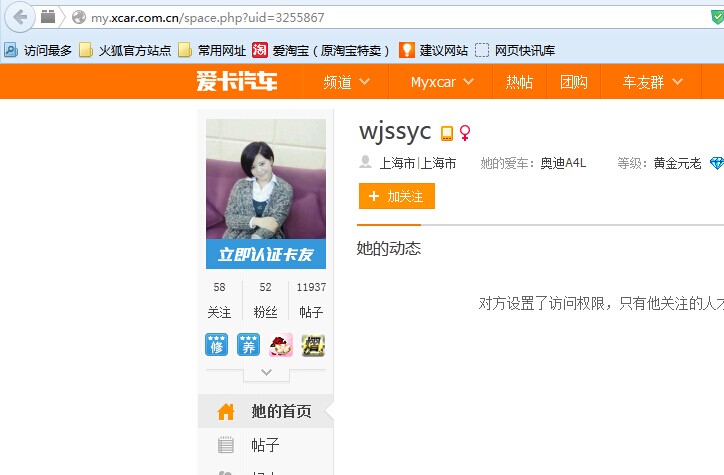 my.xcar.com.cn/space.php?uid=3255867
访问最多 火狐官方站点 常用网址 淘 爱淘宝（原淘宝特卖） 建议网站 网页快讯库
爱卡汽车 频道 Myxcar 热帖 团购 车友群
wjssyc
上海市|上海市 她的爱车：奥迪A4L 等级：黄金元老
+ 加关注
立即认证卡友
她的动态
58 52 11937
关注 粉丝 帖子
对方设置了访问权限，只有他关注的人才
修 养 摺
她的首页
帖子